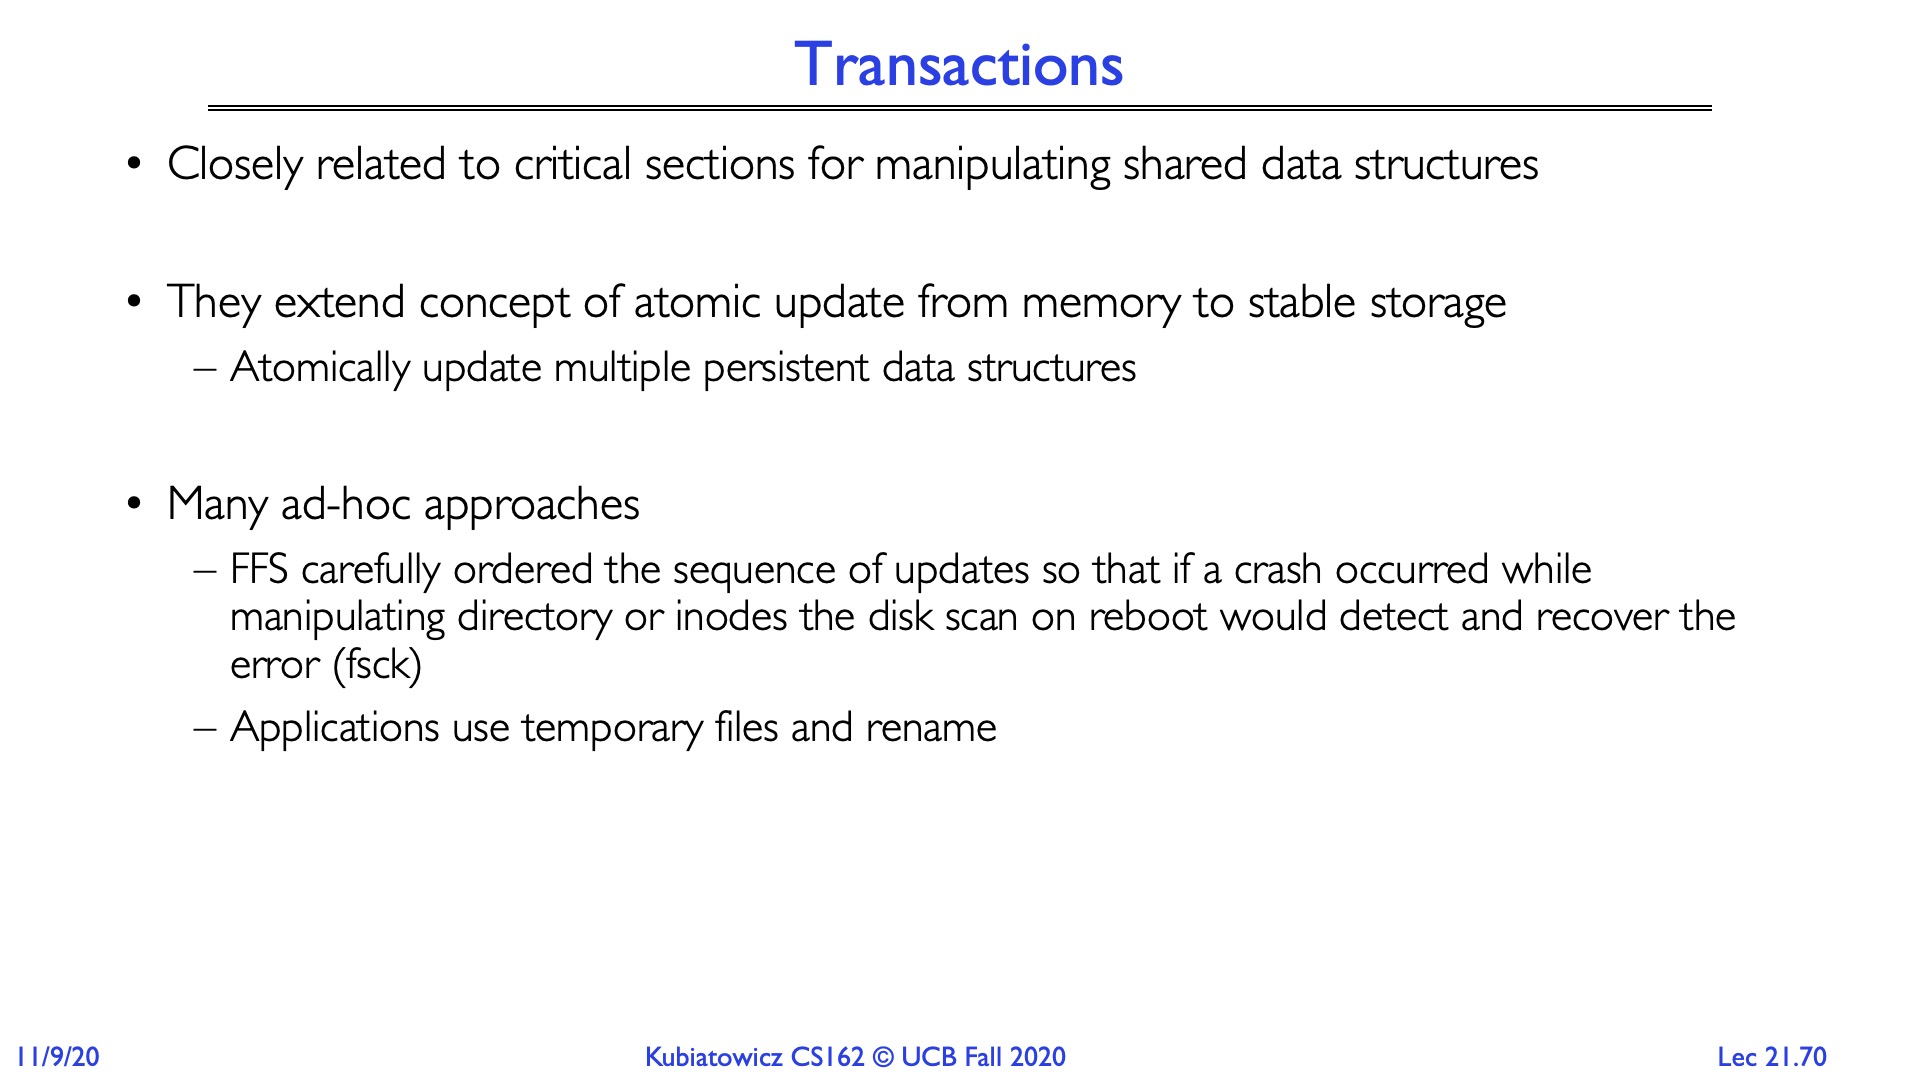 Transactions
• Closely related to critical sections for manipulating shared data structures
• They extend concept of atomic update from memory to stable storage
– Atomically update multiple persistent data structures
• Many ad-hoc approaches
– FFS carefully ordered the sequence of updates so that if a crash occurred while
manipulating directory or inodes the disk scan on reboot would detect and recover the
error (fsck)
– Applications use temporary files and rename
11/9/20
Kubiatowicz CS162 © UCB Fall 2020
Lec 21.70